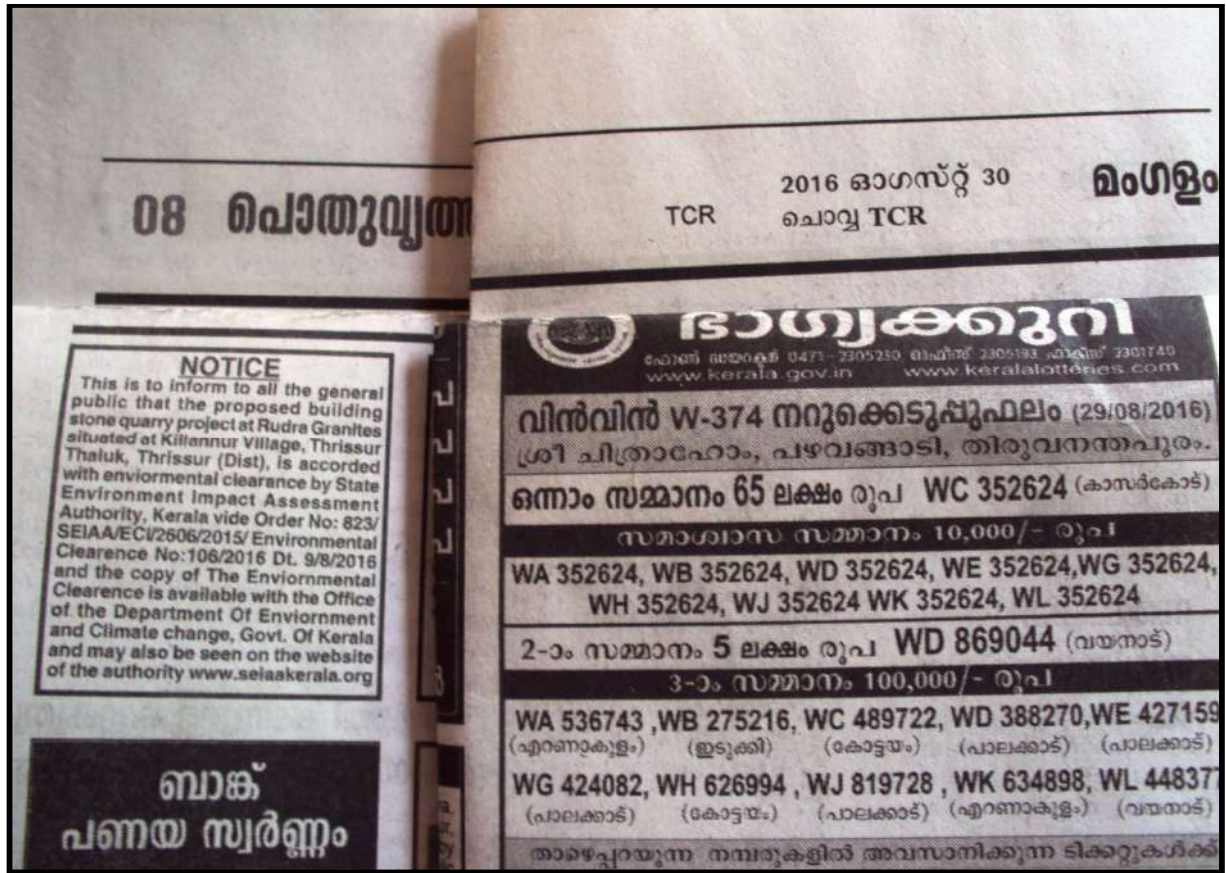 08 പൊതുവൃത്ത
NOTICE
This is to inform to all the general
public that the proposed building
stone quarry project at Rudra Granites
situated at Killannur Village, Thrissur
Thaluk, Thrissur (Dist), is accorded
with enviormental clearance by State
Environment Impact Assessment
Authority, Kerala vide Order No: 823/
SEIAA/ECI/2606/2015/ Environmental
Clearence No:106/2016 Dt. 9/8/2016
and the copy of The Enviornmental
Clearence is available with the Office
of the Department Of Enviornment
and Climate change, Govt. Of Kerala
and may also be seen on the website
of the authority www.seiaakerala.org
ബാങ്ക്
പണയ സ്വർണ്ണം
TCR
2016 ഓഗസ്റ്റ് 30
ചൊവ്വ TCR
മംഗളം
ഭാഗ്യക്കുറി
ഫോൺ ഡയറക്ടർ 0471-2305230, ഓഫീസ് 2305193 ഫാക്സ് 2301740
www.kerala.gov.in www.keralalotteries.com
വിൻവിൻ W-374 നറുക്കെടുപ്പുഫലം (29/08/2016)
ശ്രീ ചിത്രാഹോം, പഴവങ്ങാടി, തിരുവനന്തപുരം.
ഒന്നാം സമ്മാനം 65 ലക്ഷം രൂപ WC 352624 (കാസർകോട്)
സമാശ്വാസ സമ്മാനം 10,000/- രൂപ
WA 352624, WB 352624, WD 352624, WE 352624,WG 352624,
WH 352624, WJ 352624 WK 352624, WL 352624
2-ാം സമ്മാനം 5 ലക്ഷം രൂപ WD 869044 (വയനാട്)
3-ാം സമ്മാനം 100,000/- രൂപ
WA 536743 ,WB 275216, WC 489722, WD 388270,WE 427159
(എറണാകുളം) (ഇടുക്കി) (കോട്ടയം) (പാലക്കാട്) (പാലക്കാട്)
WG 424082, WH 626994 , WJ 819728 , WK 634898, WL 448377
(പാലക്കാട്) (കോട്ടയം) (പാലക്കാട്) (എറണാകുളം) (വയനാട്)
താഴെപ്പറയുന്ന നമ്പരുകളിൽ അവസാനിക്കുന്ന ടിക്കറ്റുകൾക്ക്